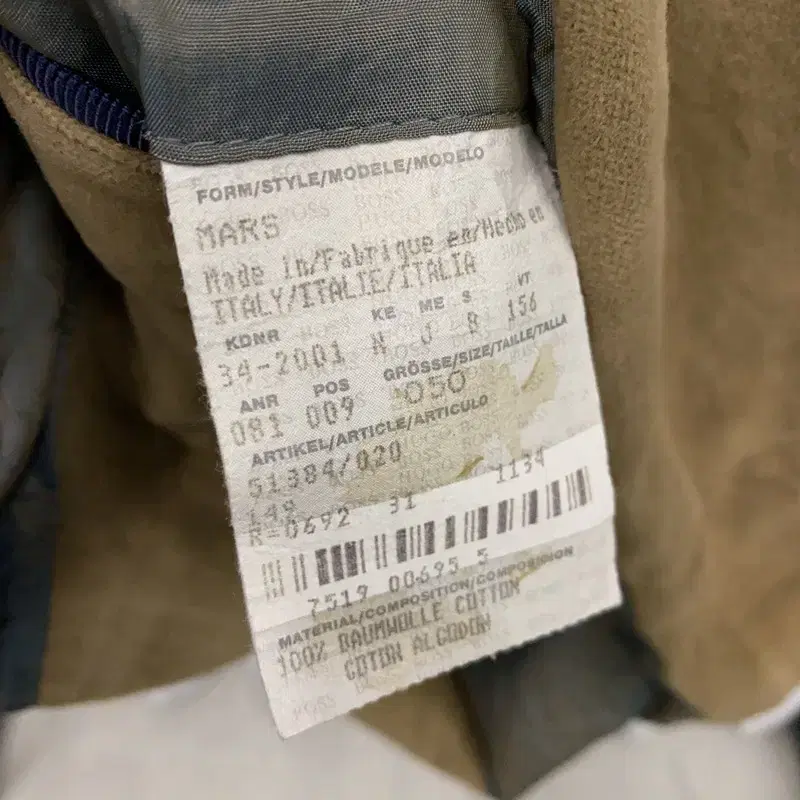 FORM/STYLE/MODELE/MODELO
MARS
Made in/Fabrique en/Hecho en
ITALY/ITALIE/ITALIA
KDNR KE ME S VT
34-2001 N J B 156
ANR POS GRÖSSE/SIZE/TAILLE/TALLA
081 009 050
ARTIKEL/ARTICLE/ARTICULO
51384/020
149
R=0692 31 1134
7519 00695 5
MATERIAL/COMPOSITION/COMPOSICION
100% BAUMWOLLE COTTON
COTON ALGODON